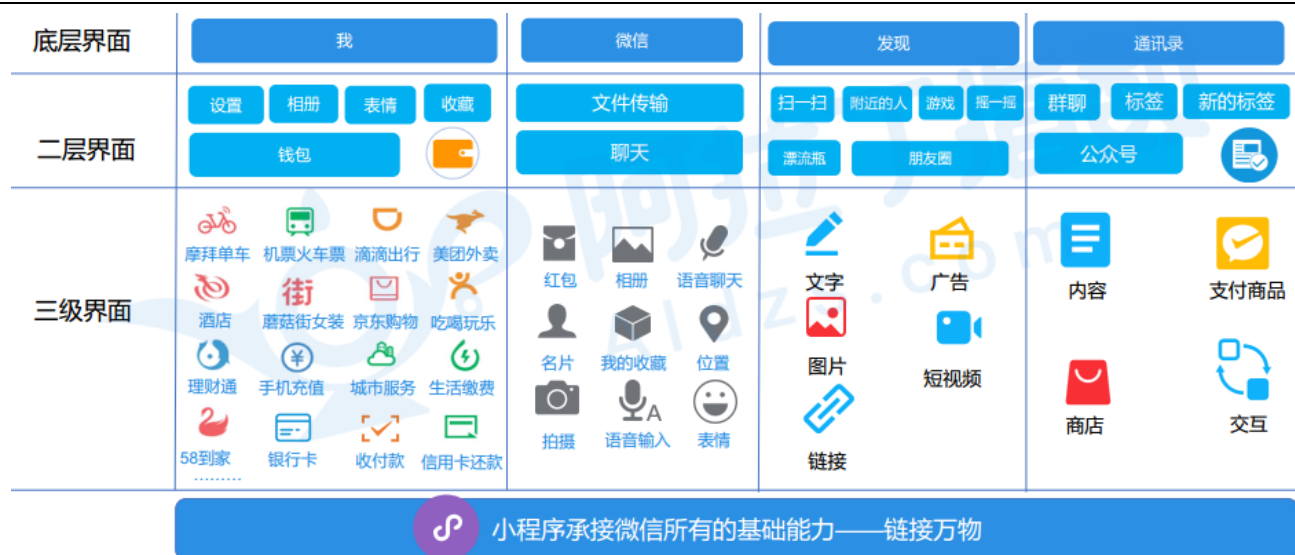 底层界面
我
微信
发现
通讯录
二层界面
设置 相册 表情 收藏
钱包
文件传输
聊天
扫一扫 附近的人 游戏 摇一摇
漂流瓶 朋友圈
群聊 标签 新的标签
公众号
三级界面
摩拜单车 机票火车票 滴滴出行 美团外卖
酒店 蘑菇街女装 京东购物 吃喝玩乐
街
理财通 手机充值 城市服务 生活缴费
58到家 银行卡 收付款 信用卡还款
………
红包 相册 语音聊天
名片 我的收藏 位置
A
拍摄 语音输入 表情
文字 广告
图片 短视频
链接
内容 支付商品
商店 交互
小程序承接微信所有的基础能力——链接万物
阿拉丁指数
Aldzs.com